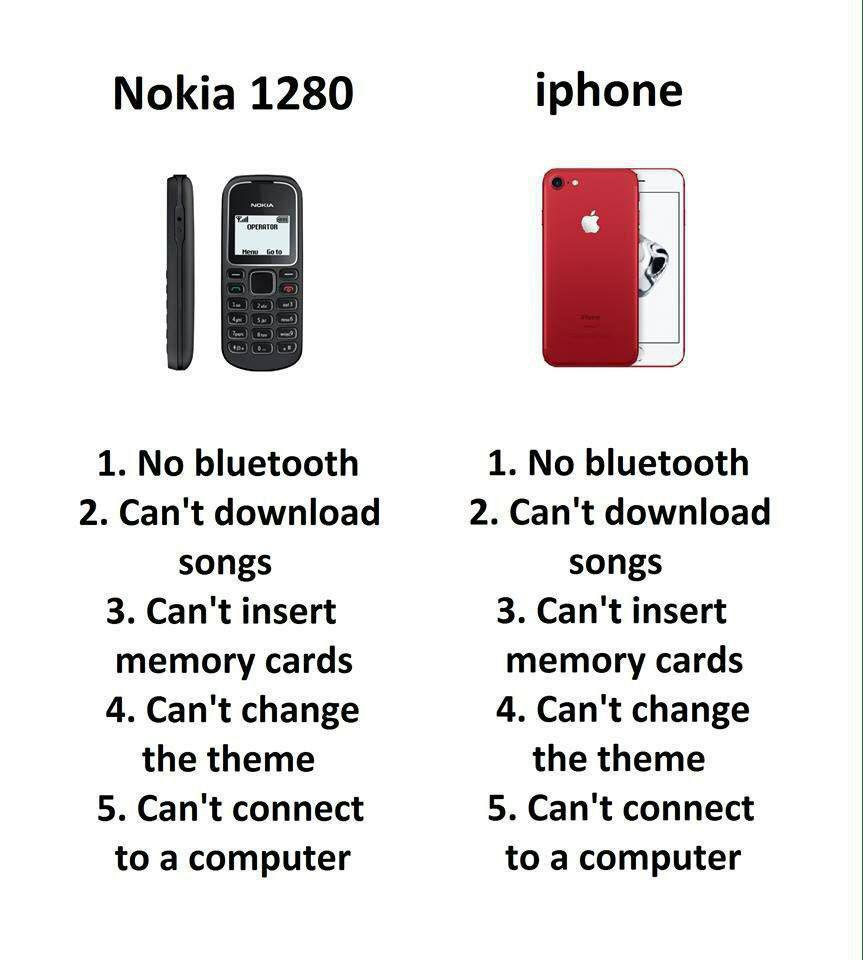 Nokia 1280
iphone
NOKIA
OPERATOR
Menu Go to
iPhone
1. No bluetooth
2. Can't download
songs
3. Can't insert
memory cards
4. Can't change
the theme
5. Can't connect
to a computer
1. No bluetooth
2. Can't download
songs
3. Can't insert
memory cards
4. Can't change
the theme
5. Can't connect
to a computer